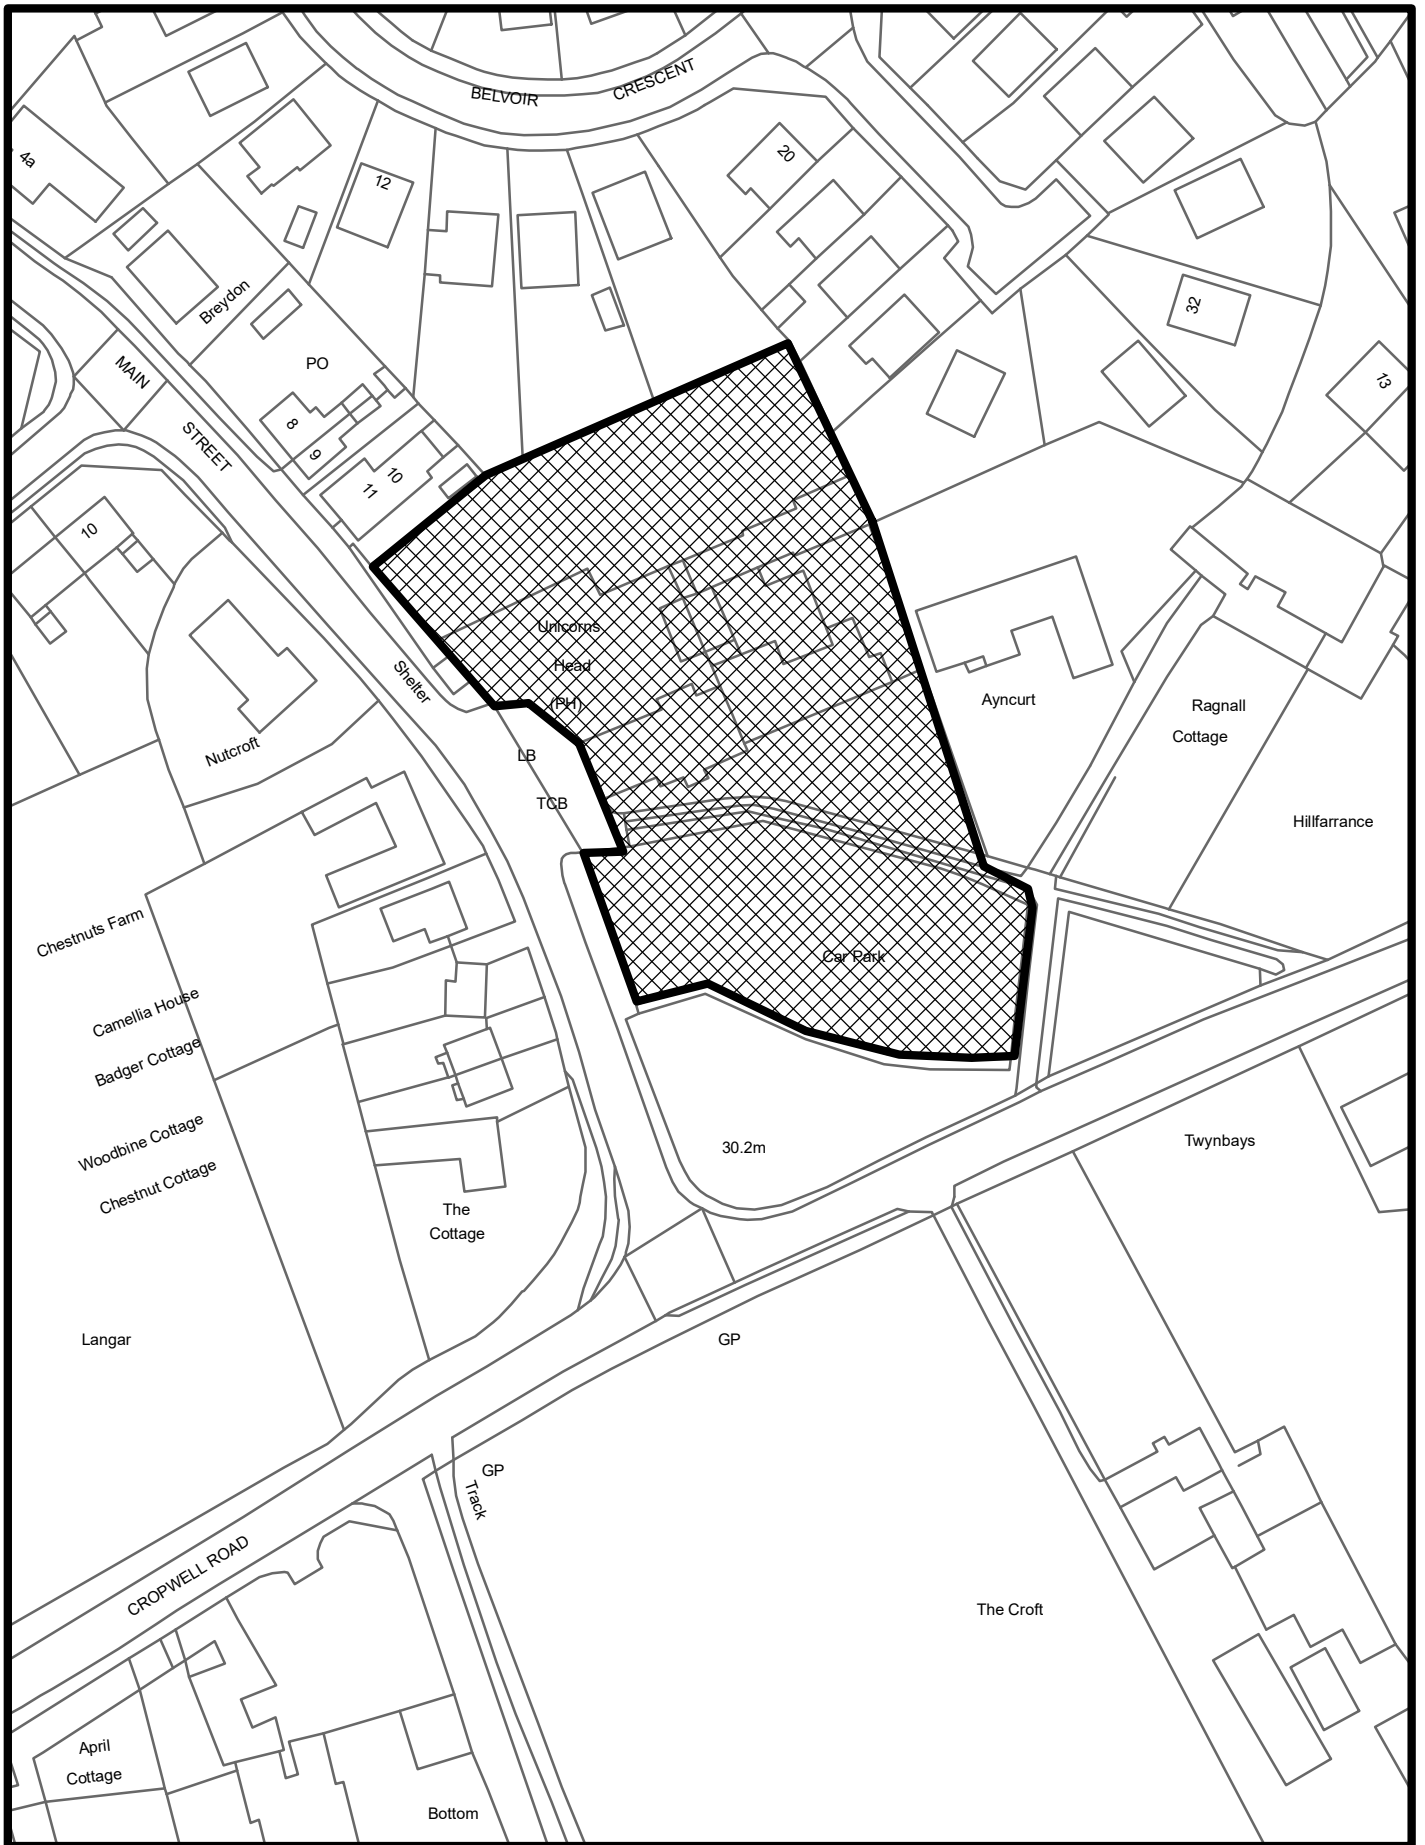 BELVOIR CRESCENT
4a
12
20
Breydon
32
PO
MAIN STREET
13
8
9
10
11
10
Unicorns
Head
(PH)
Shelter
Ayncurt
Ragnall
Cottage
Nutcroft
LB
TCB
Hillfarrance
Chestnuts Farm
Car Park
Camellia House
Badger Cottage
Woodbine Cottage
Chestnut Cottage
30.2m
Twynbays
The
Cottage
Langar
GP
GP
Track
CROPWELL ROAD
The Croft
April
Cottage
Bottom